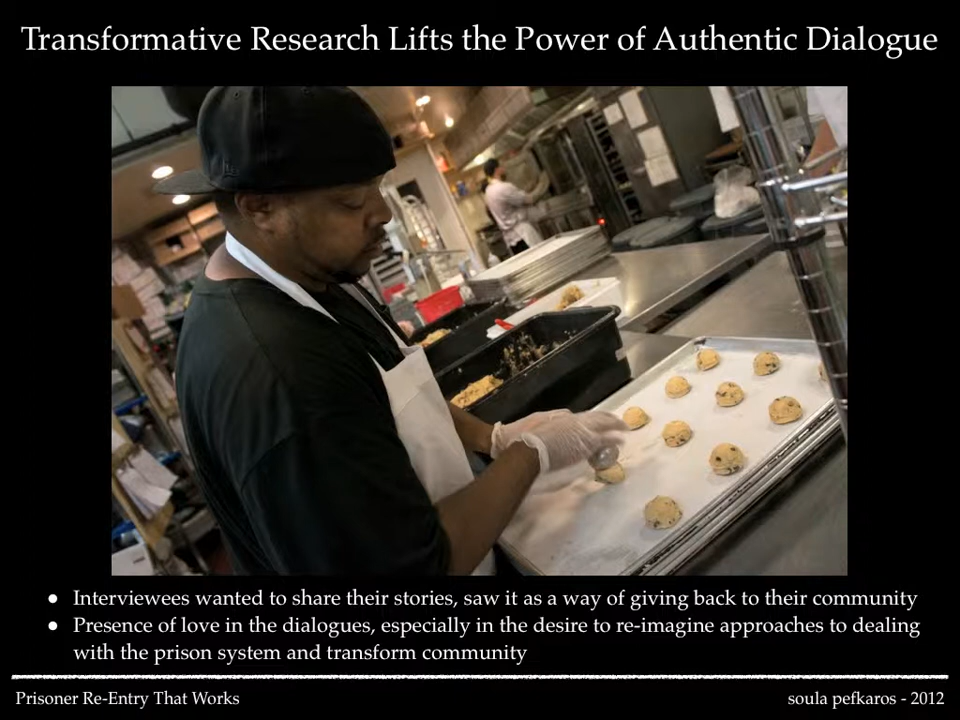 Transformative Research Lifts the Power of Authentic Dialogue
● Interviewees wanted to share their stories, saw it as a way of giving back to their community
● Presence of love in the dialogues, especially in the desire to re-imagine approaches to dealing
with the prison system and transform community
Prisoner Re-Entry That Works
soula pefkaros - 2012